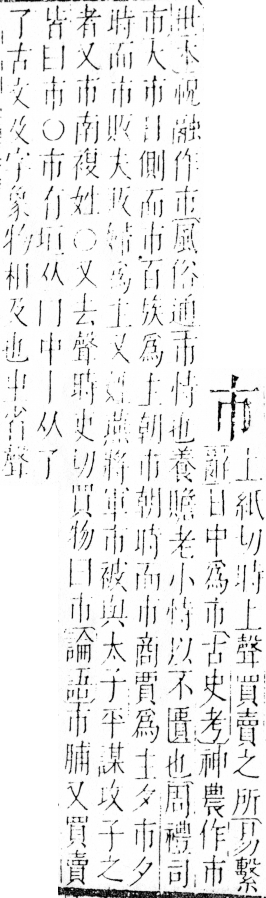 市
上紙切時上聲買賣之所易繫
辭日中爲市古史考神農作市
世本祝融作市風俗通市恃也養贍老小恃以不匱也周禮司
市大市日側而市百族爲主朝市朝時而市商賈爲主夕市夕
時而市販夫販婦爲主又姓燕將軍市被與太子平謀攻子之
者又市南複姓○又去聲時吏切買物曰市論語市脯又買賣
皆曰市○市有垣从冂中丨从了
了古文及字象物相及也中省聲